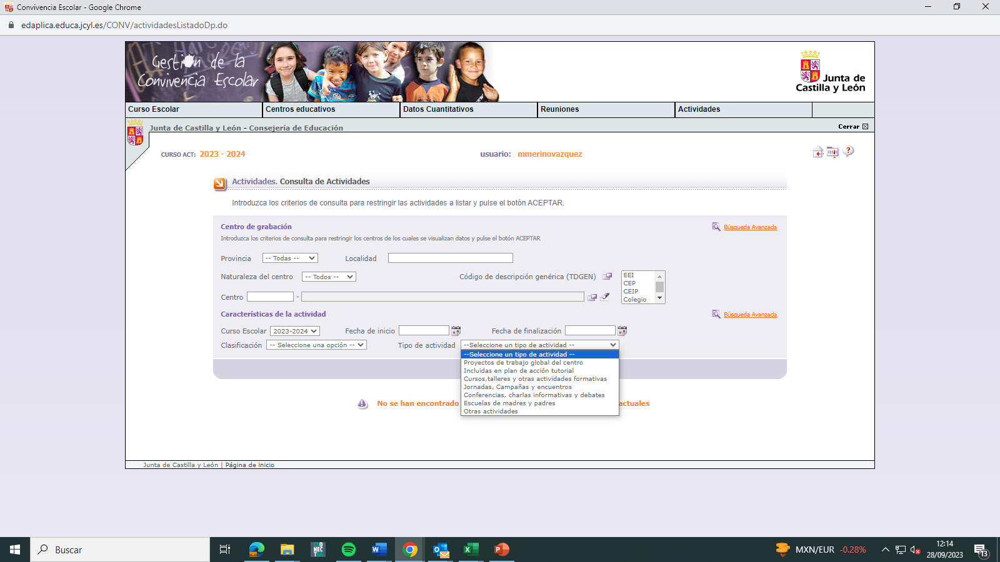 Convivencia Escolar - Google Chrome
edaplica.educa.jcyl.es/CONV/actividadesListadoDp.do
Gestión de la
Convivencia Escolar
Junta de
Castilla y León
Curso Escolar
Centros educativos
Datos Cuantitativos
Reuniones
Actividades
Junta de Castilla y León - Consejería de Educación
Cerrar
CURSO ACT: 2023 - 2024
usuario: mmerinovazquez
Actividades. Consulta de Actividades
Introduzca los criterios de consulta para restringir las actividades a listar y pulse el botón ACEPTAR.
Centro de grabación
Búsqueda Avanzada
Introduzca los criterios de consulta para restringir los centros de los cuales se visualizan datos y pulse el botón ACEPTAR
Provincia -- Todas --
Localidad
Naturaleza del centro -- Todos --
Código de descripción genérica (TDGEN)
EEI
CEP
CEIP
Colegio
Centro -
Características de la actividad
Búsqueda Avanzada
Curso Escolar 2023-2024
Fecha de inicio
Fecha de finalización
Clasificación -- Seleccione una opción --
Tipo de actividad --Seleccione un tipo de actividad --
--Seleccione un tipo de actividad --
Proyectos de trabajo global del centro
Incluidas en plan de acción tutorial
Cursos,talleres y otras actividades formativas
Jornadas, Campañas y encuentros
Conferencias, charlas informativas y debates
Escuelas de madres y padres
Otras actividades
No se han encontrado actuales
Junta de Castilla y León | Página de inicio
Buscar
MXN/EUR -0.28%
12:14
28/09/2023
13